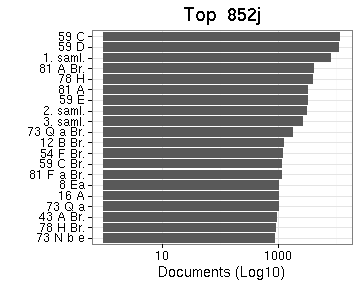 Top 852j
59 C
59 D
1. saml.
81 A Br.
78 H
81 A
59 E
2. saml.
3. saml.
73 Q a Br.
12 B Br.
54 F Br.
59 C Br.
81 F a Br.
8 Ea
16 A
73 Q a
43 A Br.
78 H Br.
73 N b e
10 1000
Documents (Log10)